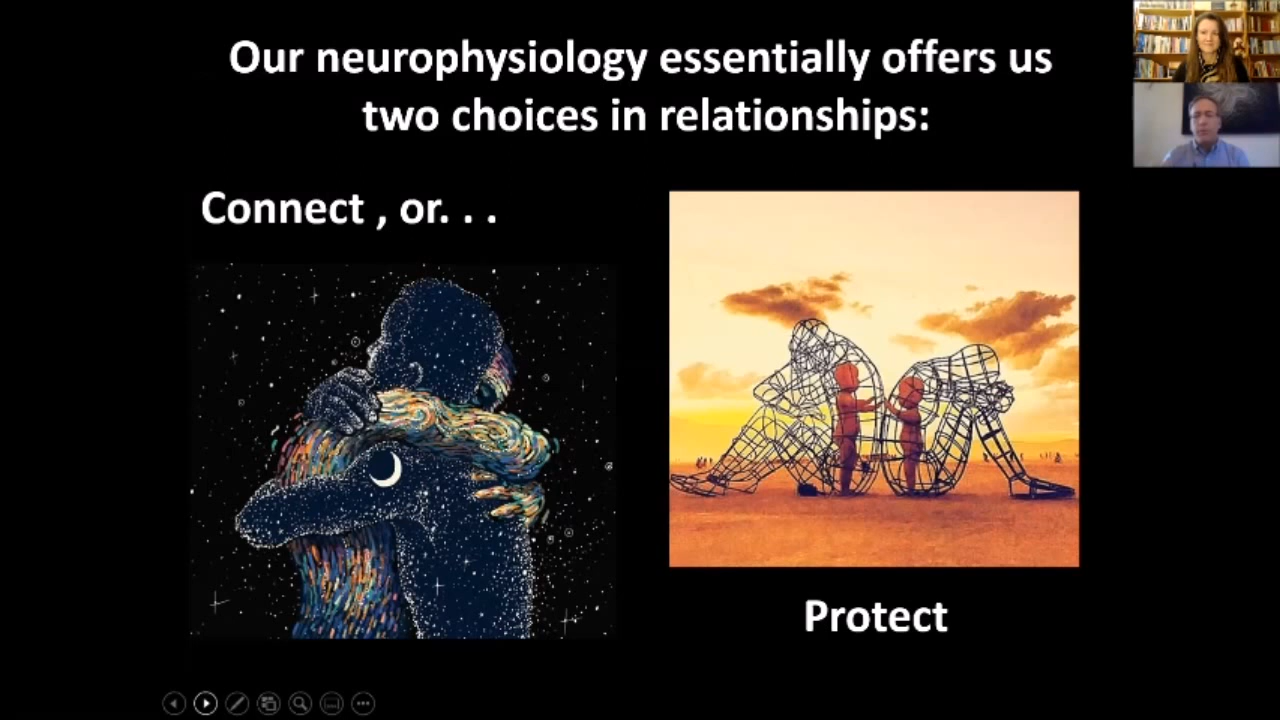 Our neurophysiology essentially offers us
two choices in relationships:
Connect , or. . .
Protect